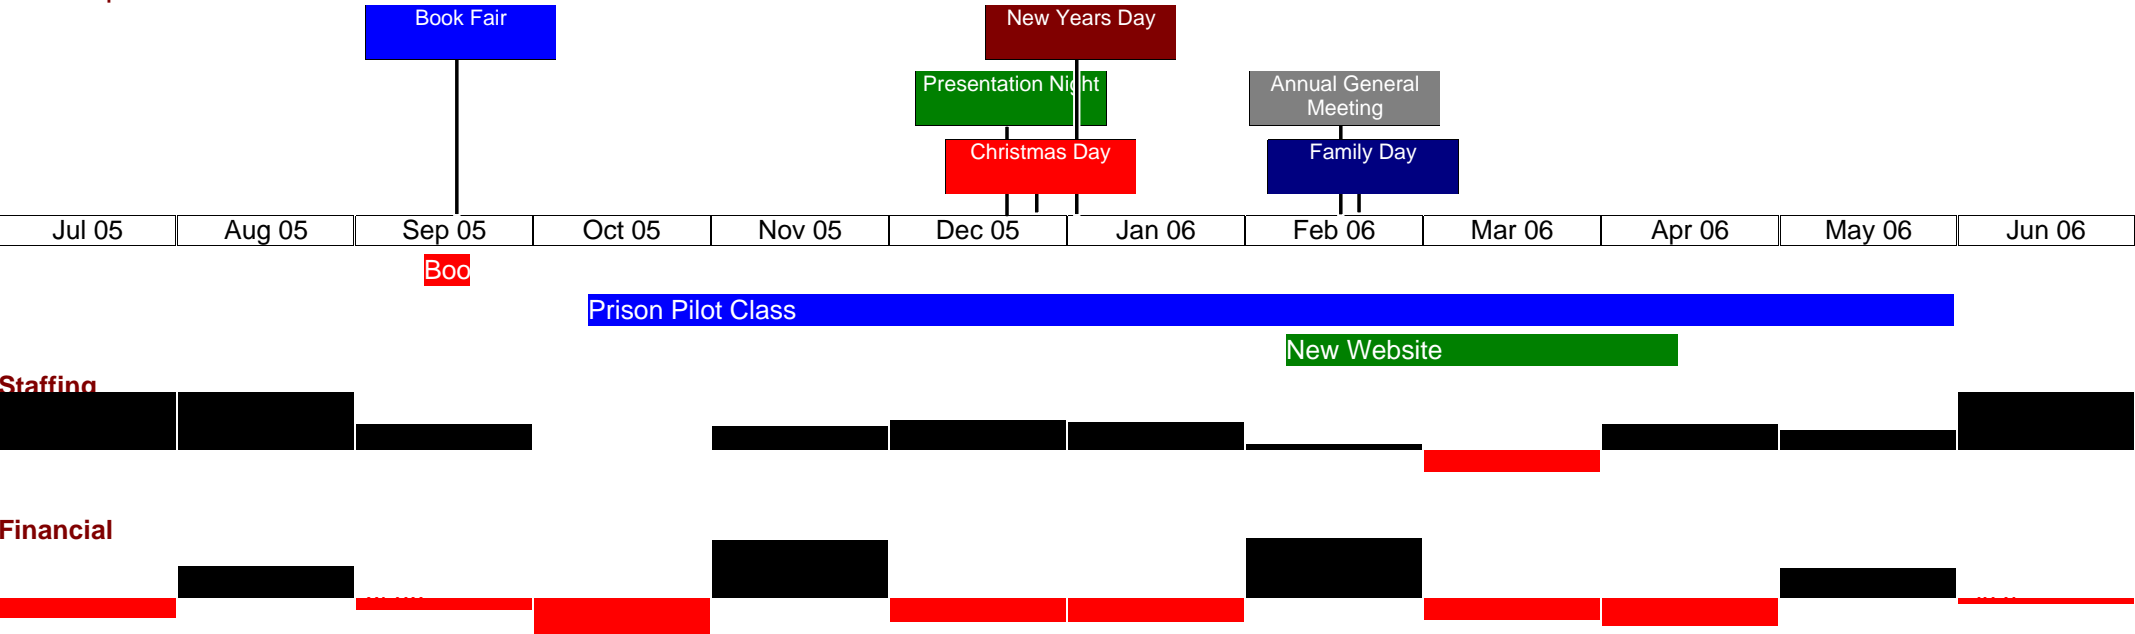 Book Fair
New Years Day
Presentation Night
Annual General
Meeting
Christmas Day
Family Day
Jul 05
Aug 05
Sep 05
Oct 05
Nov 05
Dec 05
Jan 06
Feb 06
Mar 06
Apr 06
May 06
Jun 06
Boo
Prison Pilot Class
New Website
Staffing
Financial